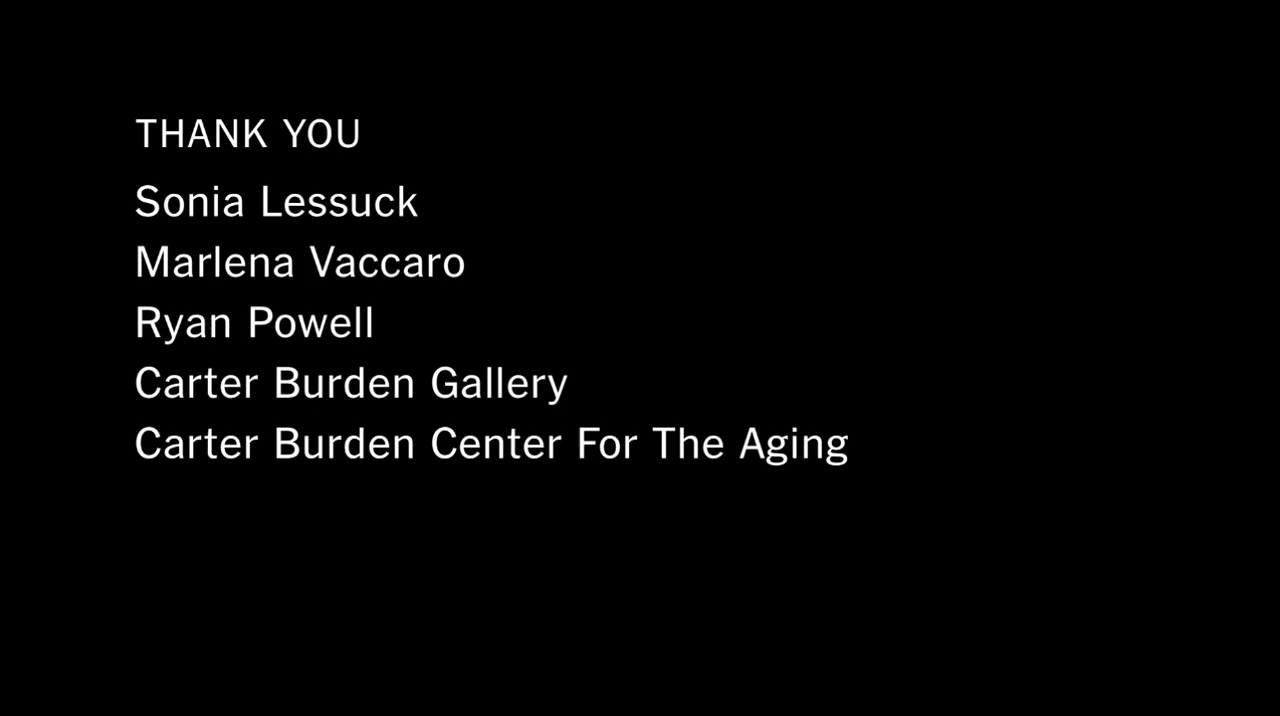 THANK YOU
Sonia Lessuck
Marlena Vaccaro
Ryan Powell
Carter Burden Gallery
Carter Burden Center For The Aging